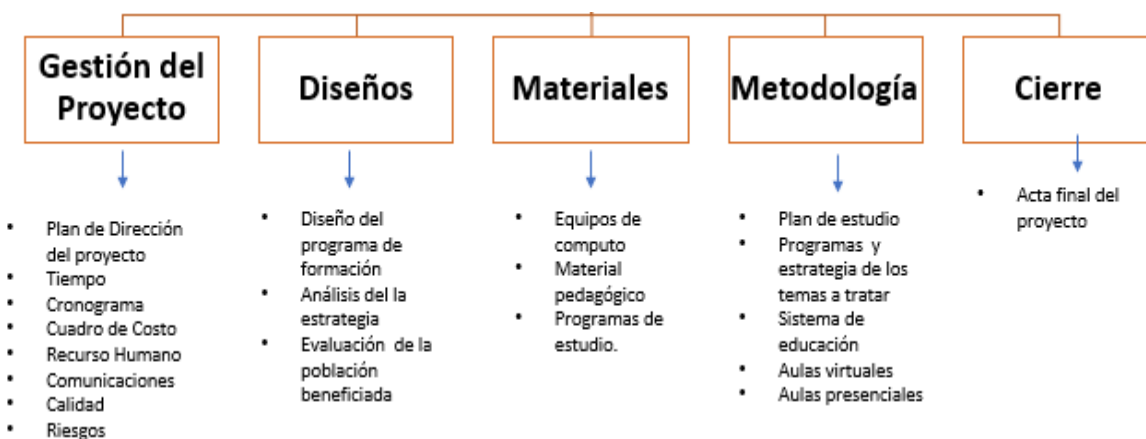 Gestión del
Proyecto
Diseños
Materiales
Metodología
Cierre
• Plan de Dirección
del proyecto
• Tiempo
• Cronograma
• Cuadro de Costo
• Recurso Humano
• Comunicaciones
• Calidad
• Riesgos
• Diseño del
programa de
formación
• Análisis del la
estrategia
• Evaluación de la
población
beneficiada
• Equipos de
computo
• Material
pedagógico
• Programas de
estudio.
• Plan de estudio
• Programas y
estrategia de los
temas a tratar
• Sistema de
educación
• Aulas virtuales
• Aulas presenciales
• Acta final del
proyecto